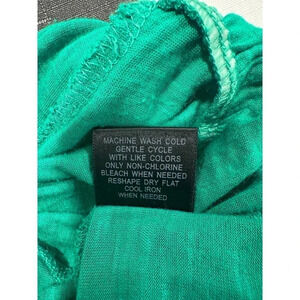 MACHINE WASH COLD
GENTLE CYCLE
WITH LIKE COLORS
ONLY NON-CHLORINE
BLEACH WHEN NEEDED
RESHAPE DRY FLAT
COOL IRON
WHEN NEEDED